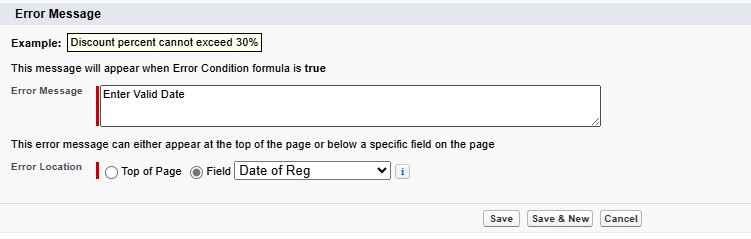 Error Message
Example: Discount percent cannot exceed 30%
This message will appear when Error Condition formula is true
Error Message Enter Valid Date
This error message can either appear at the top of the page or below a specific field on the page
Error Location Top of Page Field Date of Reg i
Save Save & New Cancel